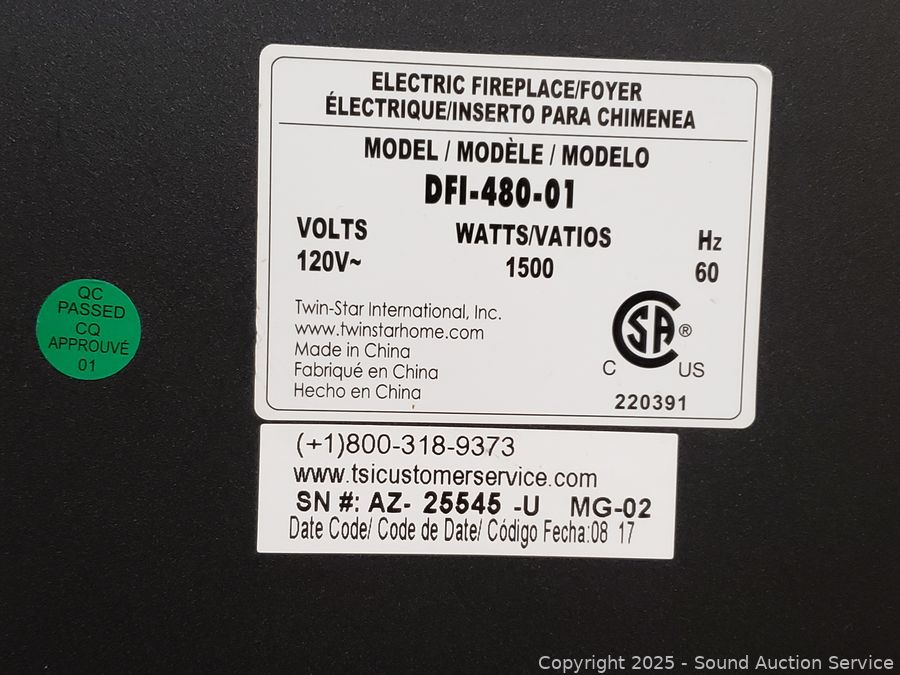 ELECTRIC FIREPLACE/FOYER
ÉLECTRIQUE/INSERTO PARA CHIMENEA
MODEL / MODÈLE / MODELO
DFI-480-01
VOLTS WATTS/VATIOS Hz
120V~ 1500 60
Twin-Star International, Inc.
www.twinstarhome.com
Made in China
Fabriqué en China
Hecho en China
CSA®
C US
220391
QC
PASSED
CQ
APPROUVÉ
01
(+1)800-318-9373
www.tsicustomerservice.com
SN #: AZ- 25545 -U MG-02
Date Code/ Code de Date/ Código Fecha:08 17
Copyright 2025 - Sound Auction Service